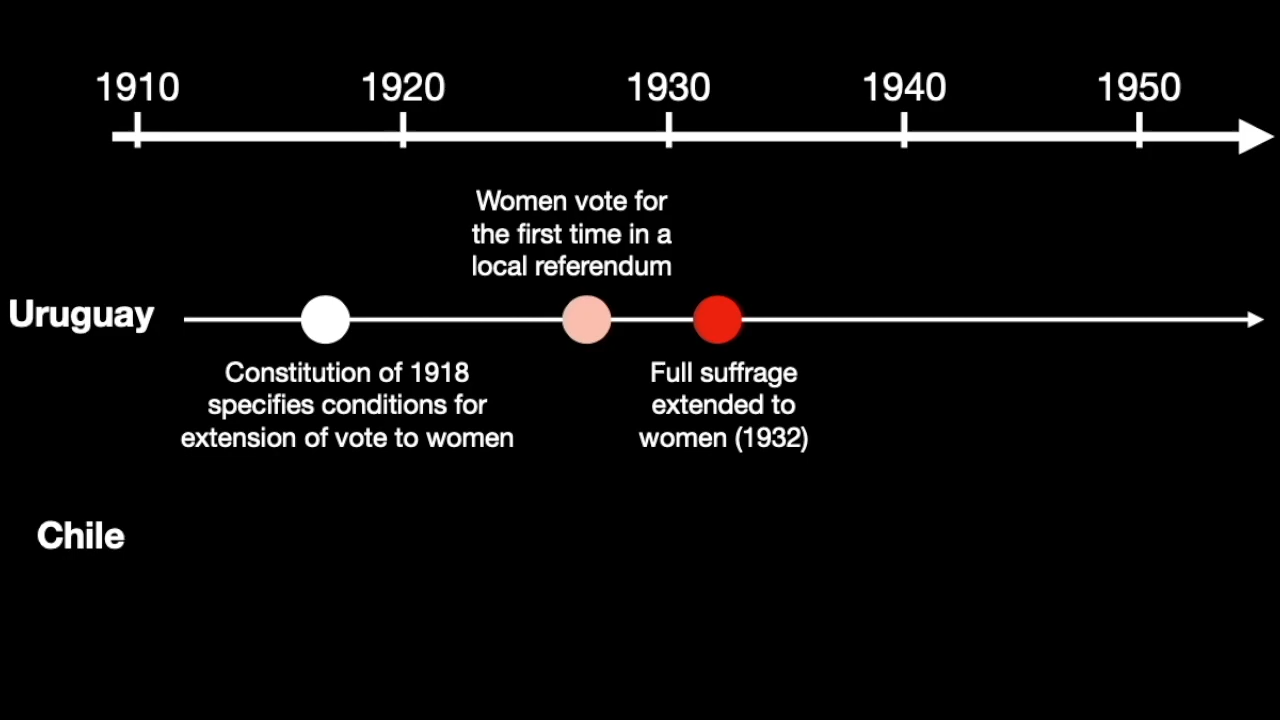 1910 1920 1930 1940 1950
Women vote for
the first time in a
local referendum
Uruguay
Constitution of 1918
specifies conditions for
extension of vote to women
Full suffrage
extended to
women (1932)
Chile